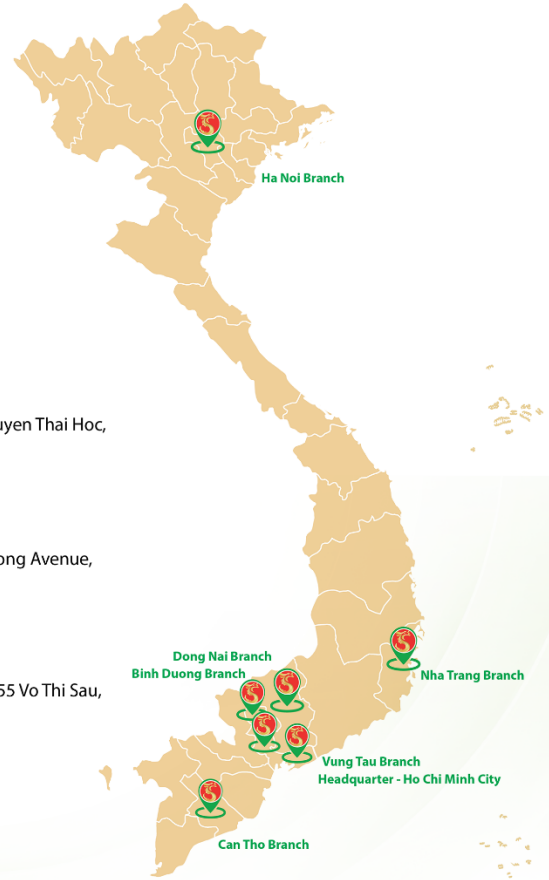 Ha Noi Branch
uyen Thai Hoc,
ong Avenue,
Dong Nai Branch
Binh Duong Branch
Nha Trang Branch
55 Vo Thi Sau,
Vung Tau Branch
Headquarter - Ho Chi Minh City
Can Tho Branch